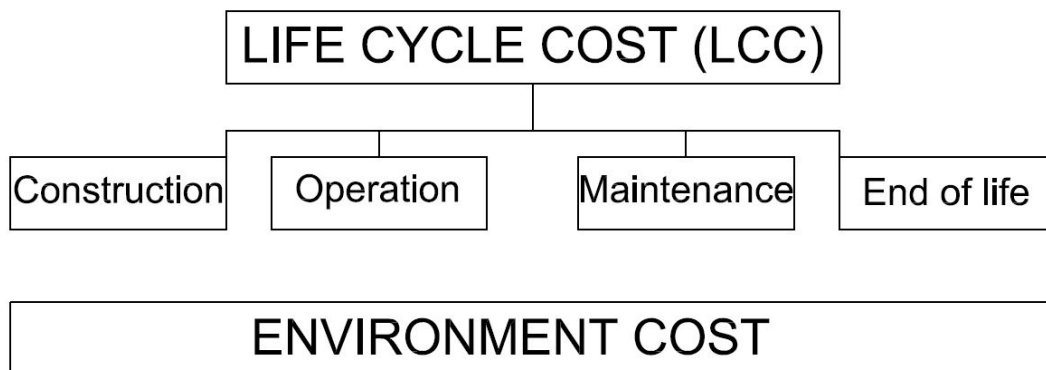 LIFE CYCLE COST (LCC)
Construction
Operation
Maintenance
End of life
ENVIRONMENT COST